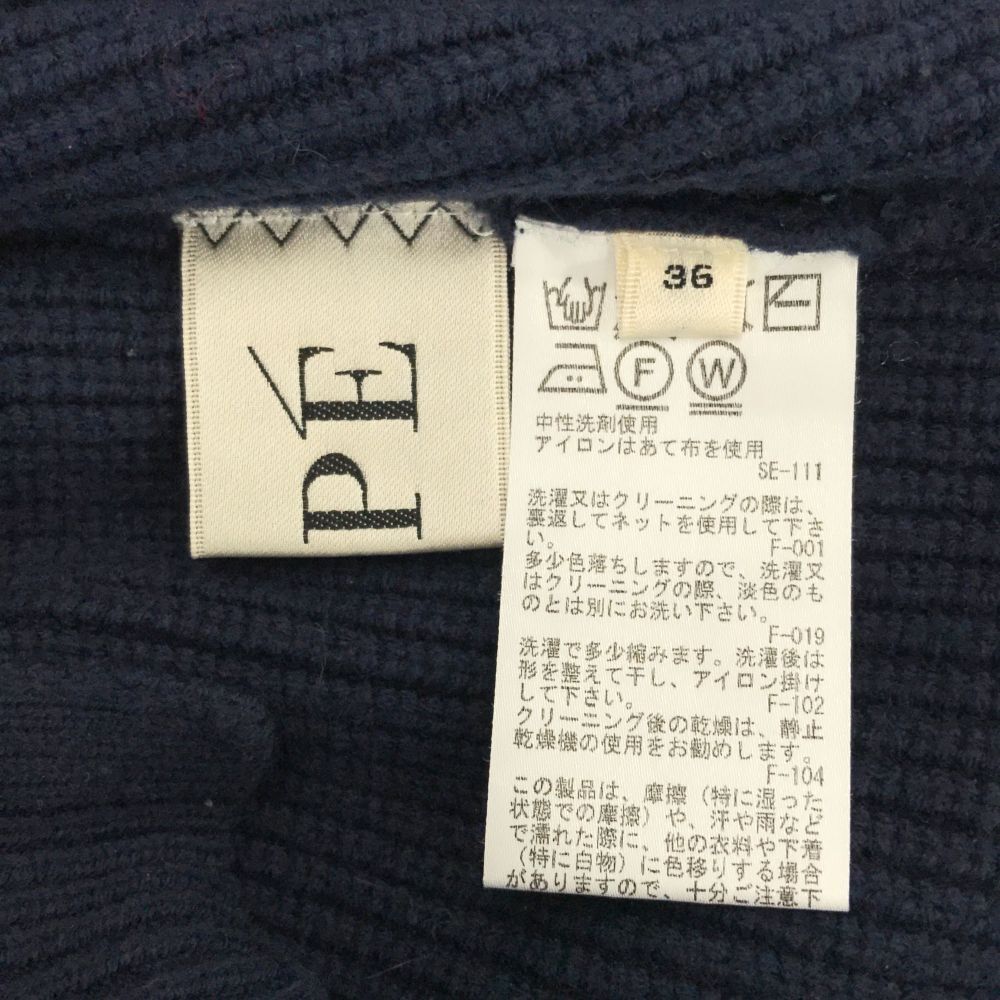 PÉ
36
F
W
中性洗剤使用
アイロンはあて布を使用
SE-111
洗濯又はクリーニングの際は、
裏返してネットを使用して下さ
い。
F-001
多少色落ちしますので、洗濯又
はクリーニングの際、淡色のも
のとは別にお洗い下さい。
F-019
洗濯で多少縮みます。洗濯後は
形を整えて干し、アイロン掛け
して下さい。
F-102
クリーニング後の乾燥は、静止
乾燥機の使用をお勧めします。
F-104
この製品は、摩擦（特に湿った
状態での摩擦）や、汗や雨など
で濡れた際に、他の衣料や下着
（特に白物）に色移りする場合
がありますので、十分ご注意下